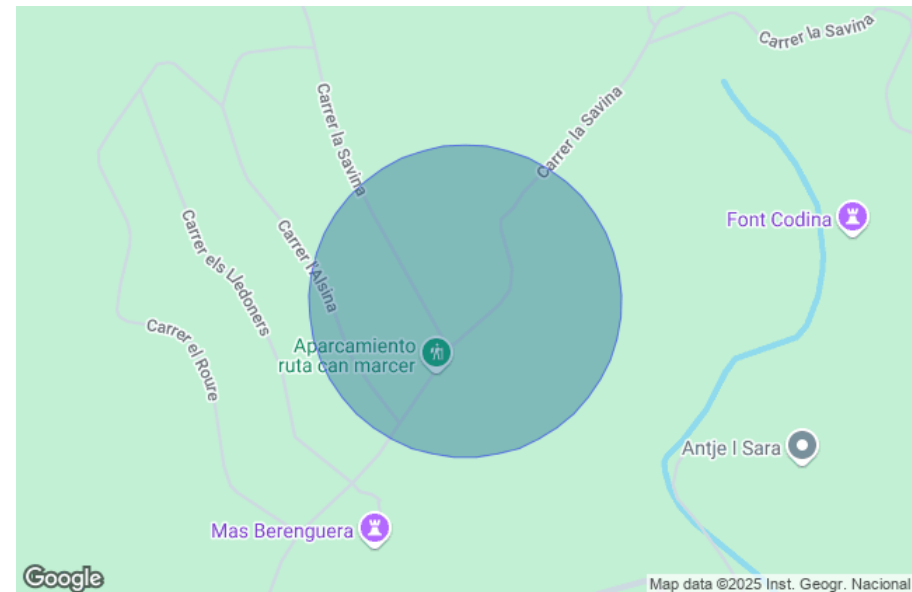 Carrer la Savina
Carrer la Savina
Carrer la Savina
Font Codina
Carrer els Lledoners
Carrer l'Alsina
Carrer el Roure
Aparcamiento
ruta can marcer
Antje I Sara
Mas Berenguera
Google
Map data ©2025 Inst. Geogr. Nacional